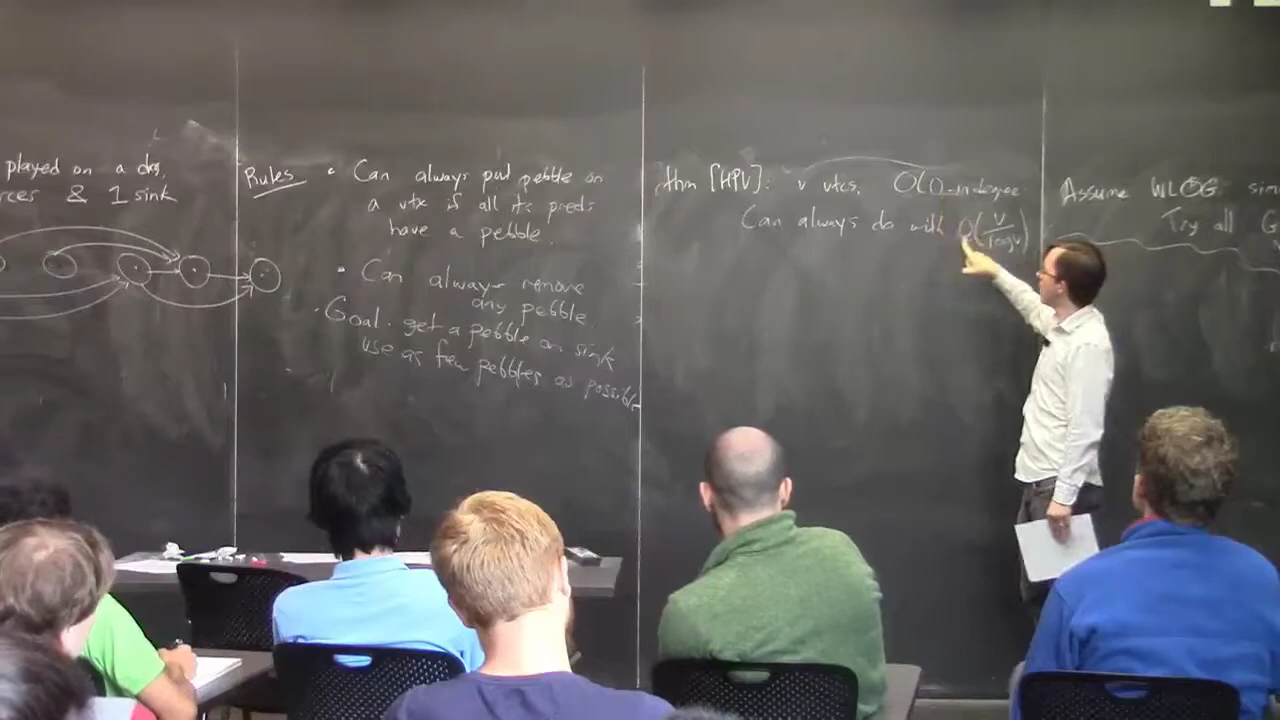 played on a dag.
rces & 1 sink
Rules • Can always put pebble on
a vtx if all its preds
have a pebble.
• Can always remove
any pebble.
• Goal. get a pebble on sink
use as few pebbles as possible
thm [HPV]: v vtcs, O(1)-indegree
Can always do with O(v/log v)
Assume WLOG sim
Try all G